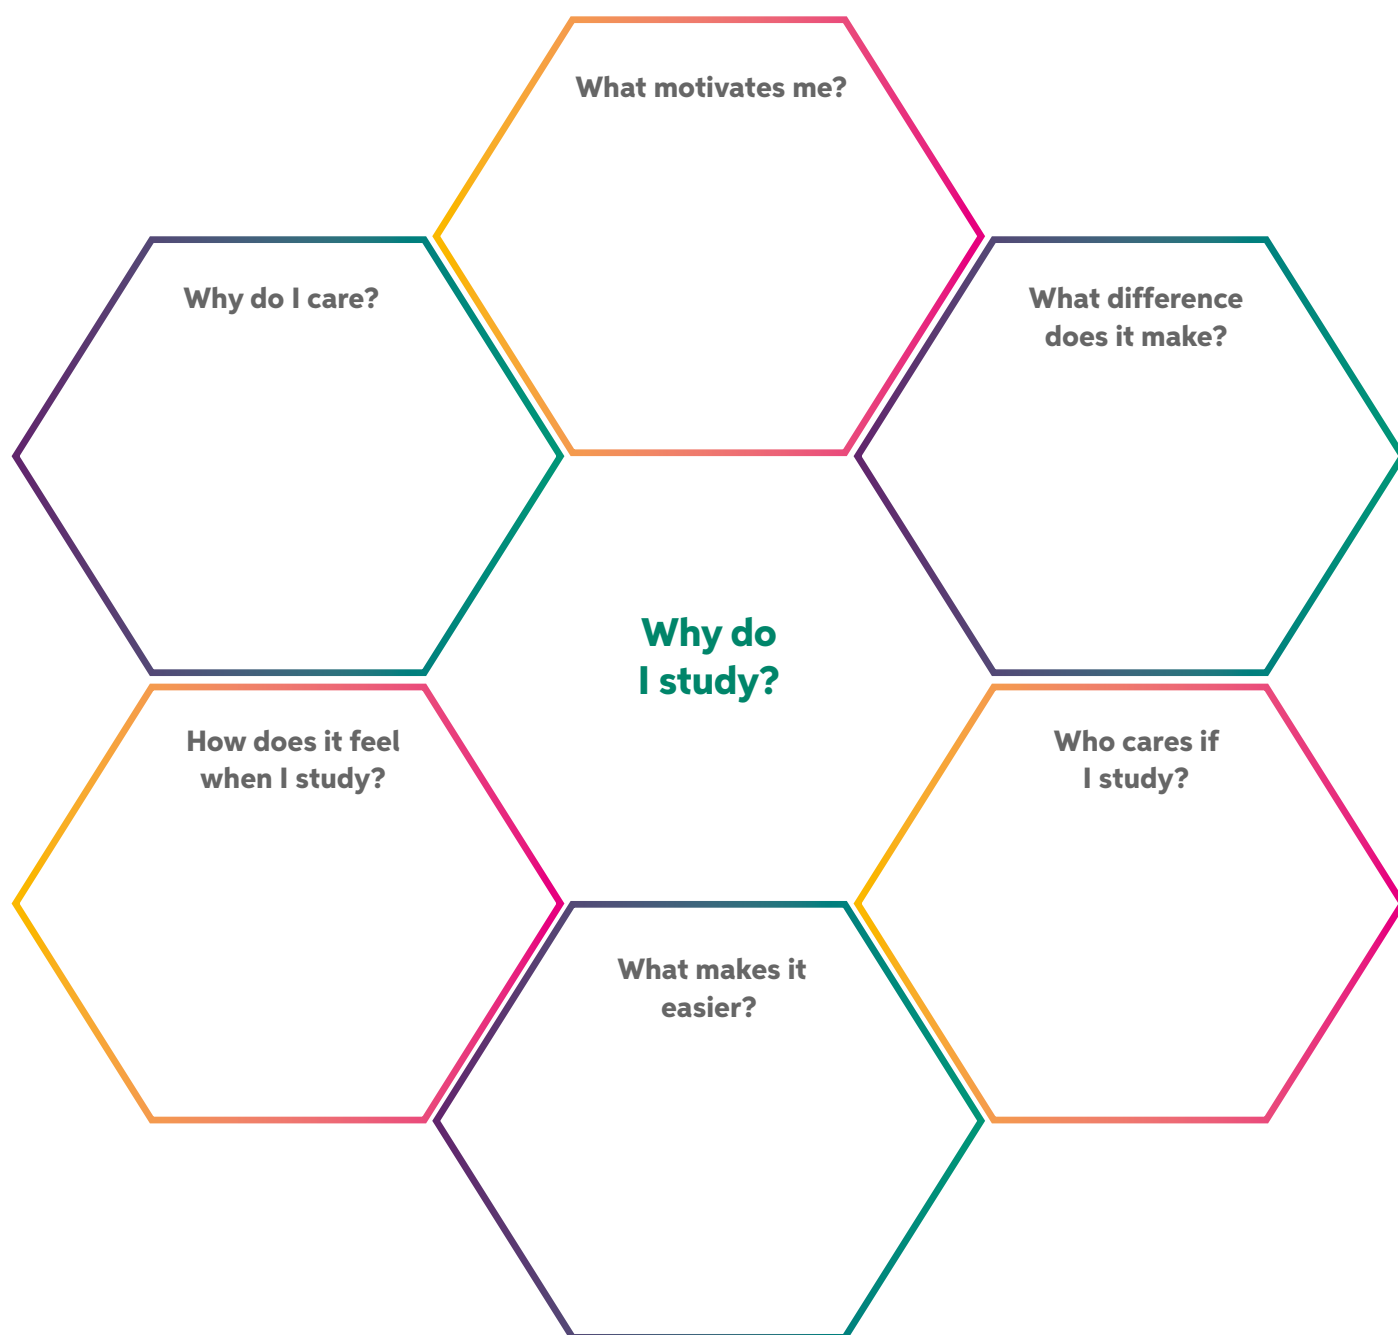 What motivates me?
Why do I care?
What difference
does it make?
Why do
I study?
How does it feel
when I study?
Who cares if
I study?
What makes it
easier?